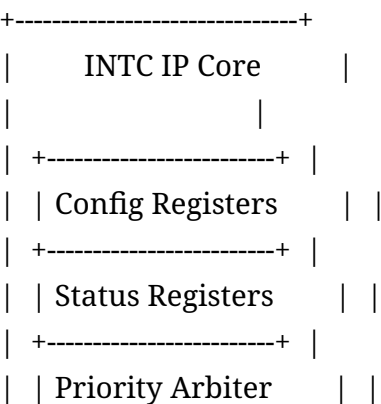 +-------------------------------+
|        INTC IP Core         |
|                           |
|  +-------------------------+  |
|  | Config Registers       |  |
|  +-------------------------+  |
|  | Status Registers       |  |
|  +-------------------------+  |
|  | Priority Arbiter       |  |